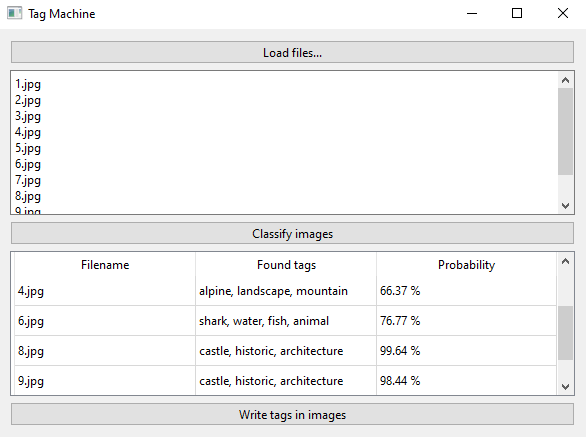 Tag Machine
Load files...
1.jpg
2.jpg
3.jpg
4.jpg
5.jpg
6.jpg
7.jpg
8.jpg
9.jpg
Classify images
Filename Found tags Probability
4.jpg alpine, landscape, mountain 66.37 %
6.jpg shark, water, fish, animal 76.77 %
8.jpg castle, historic, architecture 99.64 %
9.jpg castle, historic, architecture 98.44 %
Write tags in images